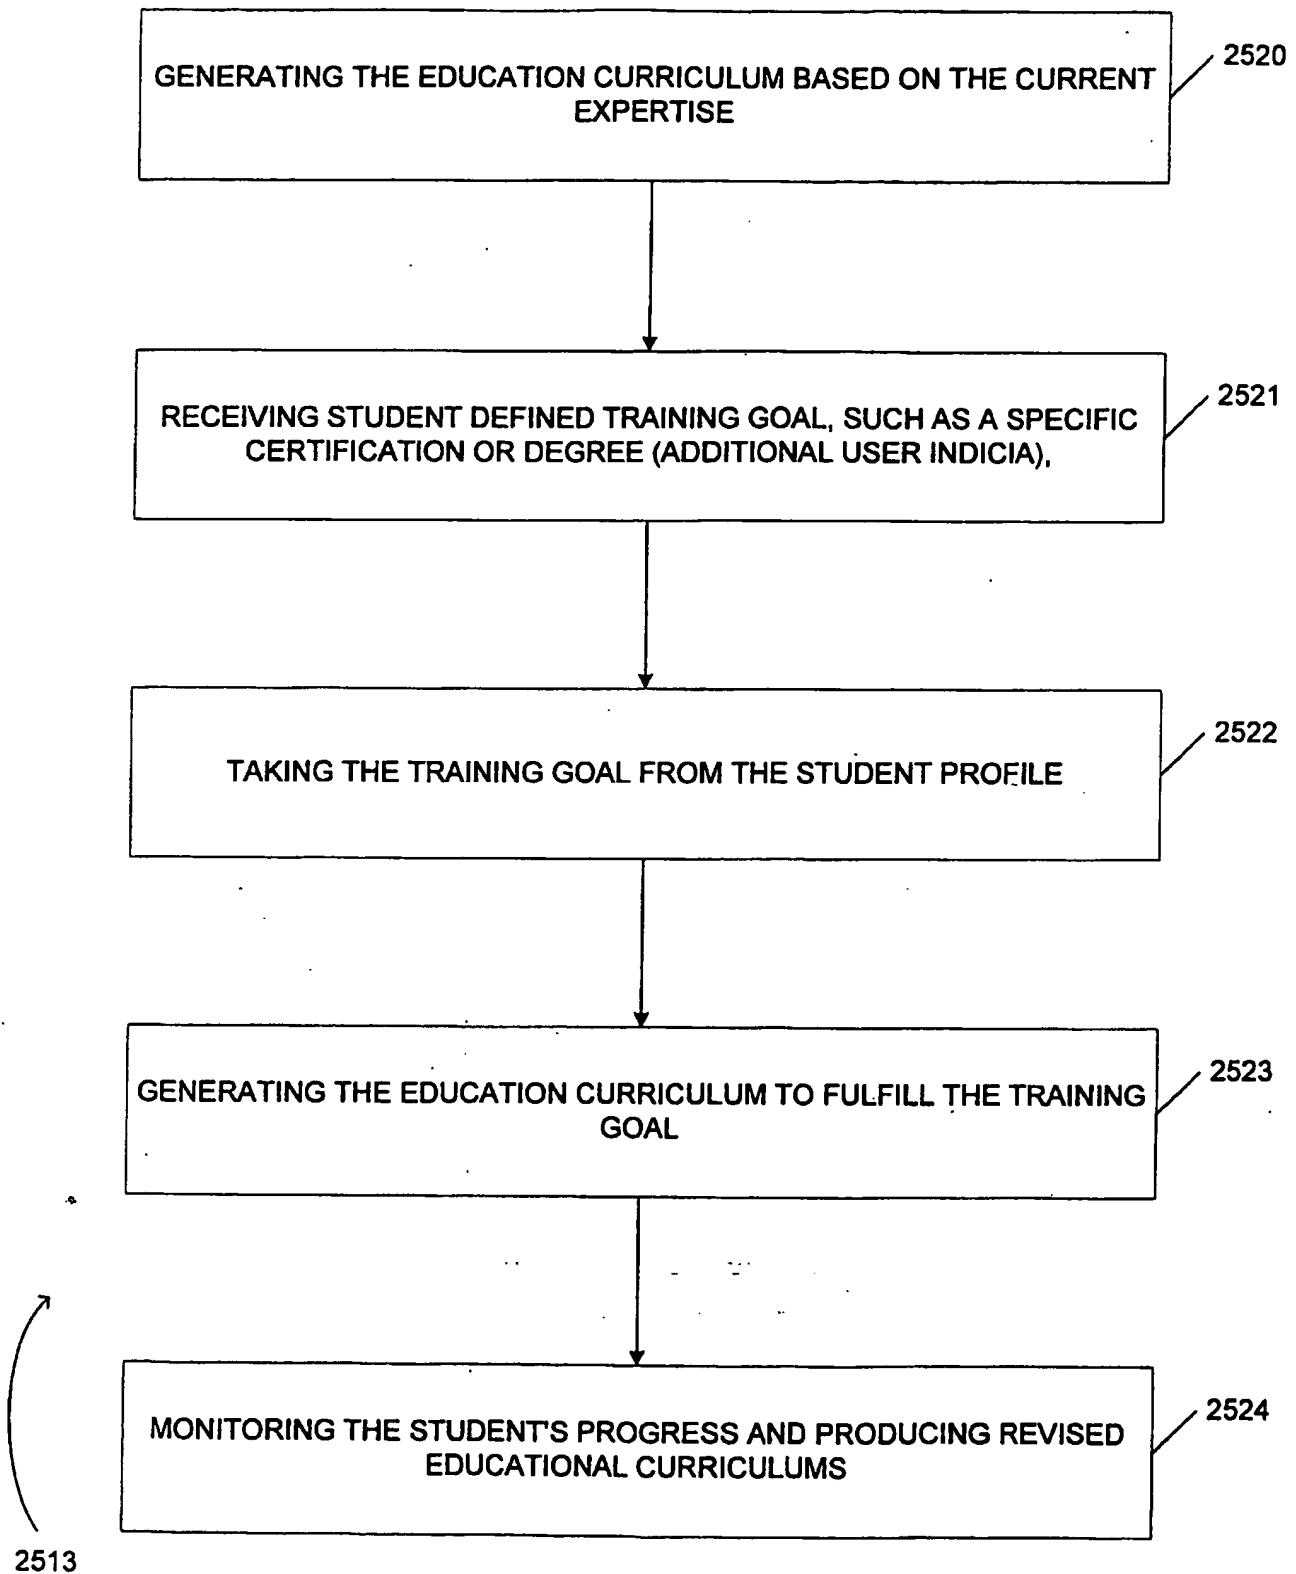 GENERATING THE EDUCATION CURRICULUM BASED ON THE CURRENT
EXPERTISE
2520
RECEIVING STUDENT DEFINED TRAINING GOAL, SUCH AS A SPECIFIC
CERTIFICATION OR DEGREE (ADDITIONAL USER INDICIA),
2521
TAKING THE TRAINING GOAL FROM THE STUDENT PROFILE
2522
GENERATING THE EDUCATION CURRICULUM TO FULFILL THE TRAINING
GOAL
2523
MONITORING THE STUDENT'S PROGRESS AND PRODUCING REVISED
EDUCATIONAL CURRICULUMS
2524
2513